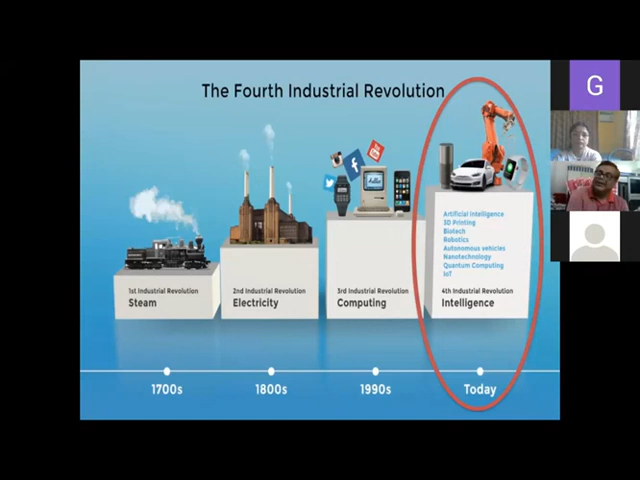 The Fourth Industrial Revolution
G
Artificial Intelligence
3D Printing
Biotech
Robotics
Autonomous vehicles
Nanotechnology
Quantum Computing
IoT
1st Industrial Revolution
Steam
2nd Industrial Revolution
Electricity
3rd Industrial Revolution
Computing
4th Industrial Revolution
Intelligence
1700s
1800s
1990s
Today